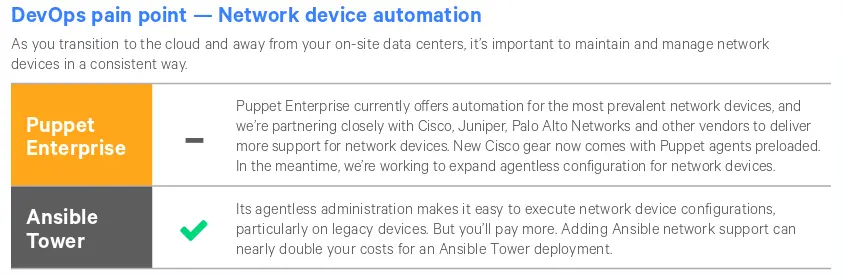 DevOps pain point — Network device automation
As you transition to the cloud and away from your on-site data centers, it's important to maintain and manage network
devices in a consistent way.
Puppet
Enterprise
Puppet Enterprise currently offers automation for the most prevalent network devices, and
we're partnering closely with Cisco, Juniper, Palo Alto Networks and other vendors to deliver
more support for network devices. New Cisco gear now comes with Puppet agents preloaded.
In the meantime, we're working to expand agentless configuration for network devices.
Ansible
Tower
Its agentless administration makes it easy to execute network device configurations,
particularly on legacy devices. But you'll pay more. Adding Ansible network support can
nearly double your costs for an Ansible Tower deployment.